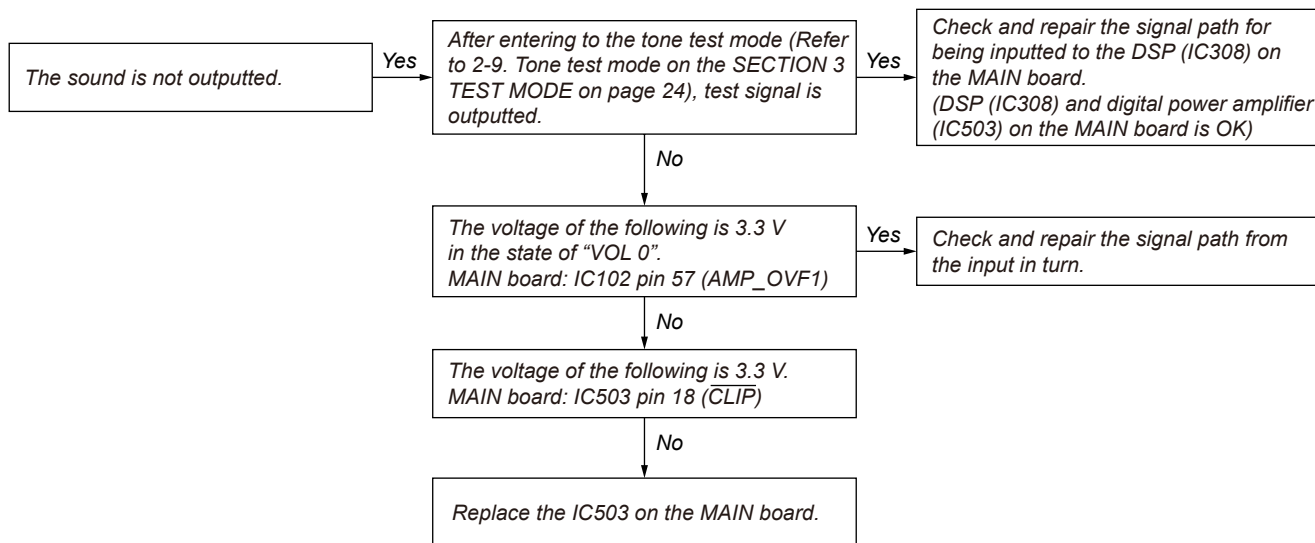 The sound is not outputted.
Yes
After entering to the tone test mode (Refer
to 2-9. Tone test mode on the SECTION 3
TEST MODE on page 24), test signal is
outputted.
Yes
Check and repair the signal path for
being inputted to the DSP (IC308) on
the MAIN board.
(DSP (IC308) and digital power amplifier
(IC503) on the MAIN board is OK)
No
The voltage of the following is 3.3 V
in the state of “VOL 0”.
MAIN board: IC102 pin 57 (AMP_OVF1)
Yes
Check and repair the signal path from
the input in turn.
No
The voltage of the following is 3.3 V.
MAIN board: IC503 pin 18 (C̅L̅I̅P̅)
No
Replace the IC503 on the MAIN board.